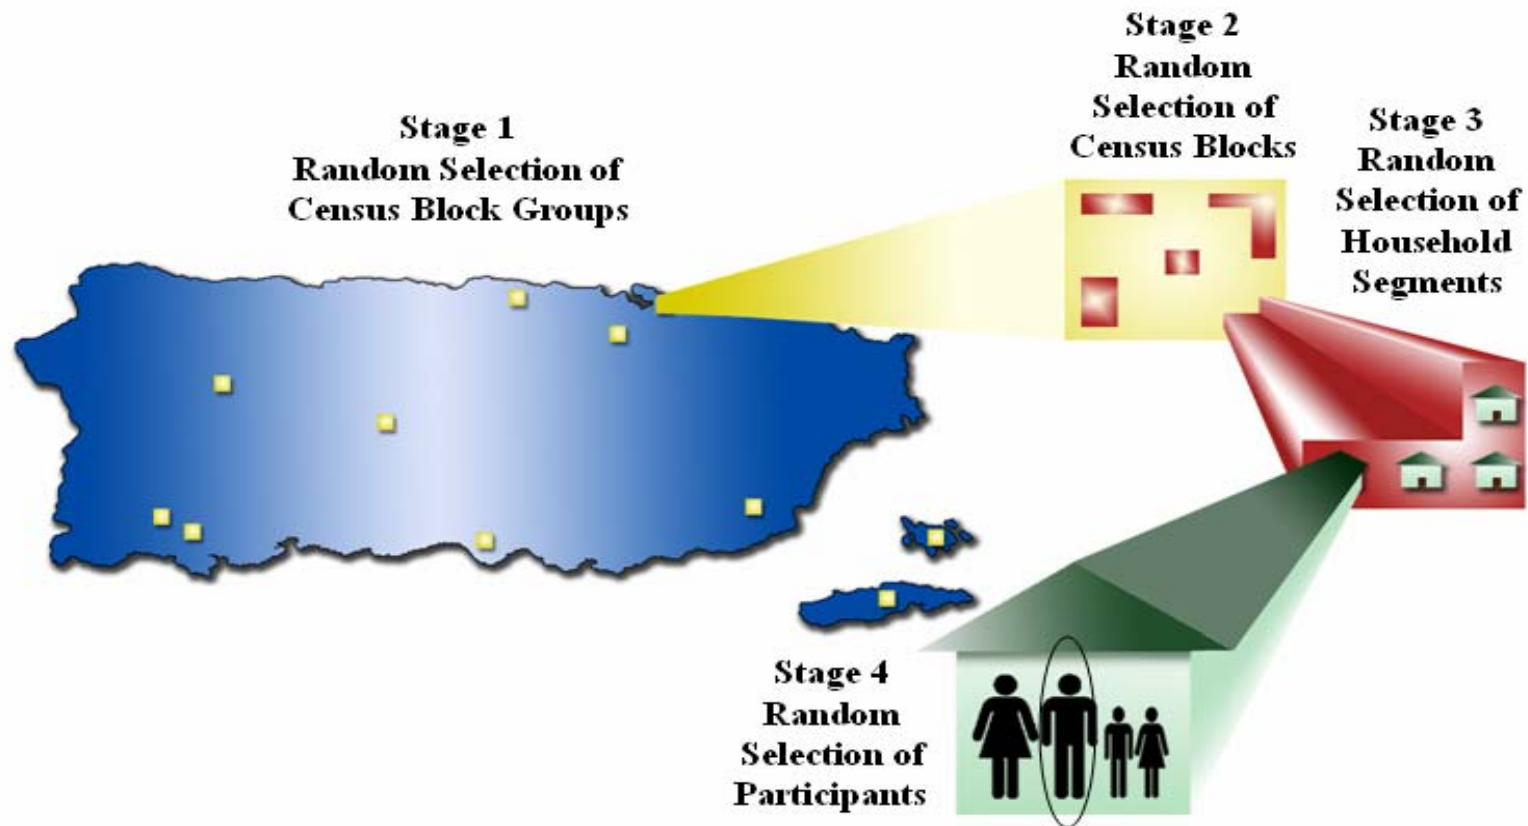 Stage 1
Random Selection of
Census Block Groups
Stage 2
Random
Selection of
Census Blocks
Stage 3
Random
Selection of
Household
Segments
Stage 4
Random
Selection of
Participants